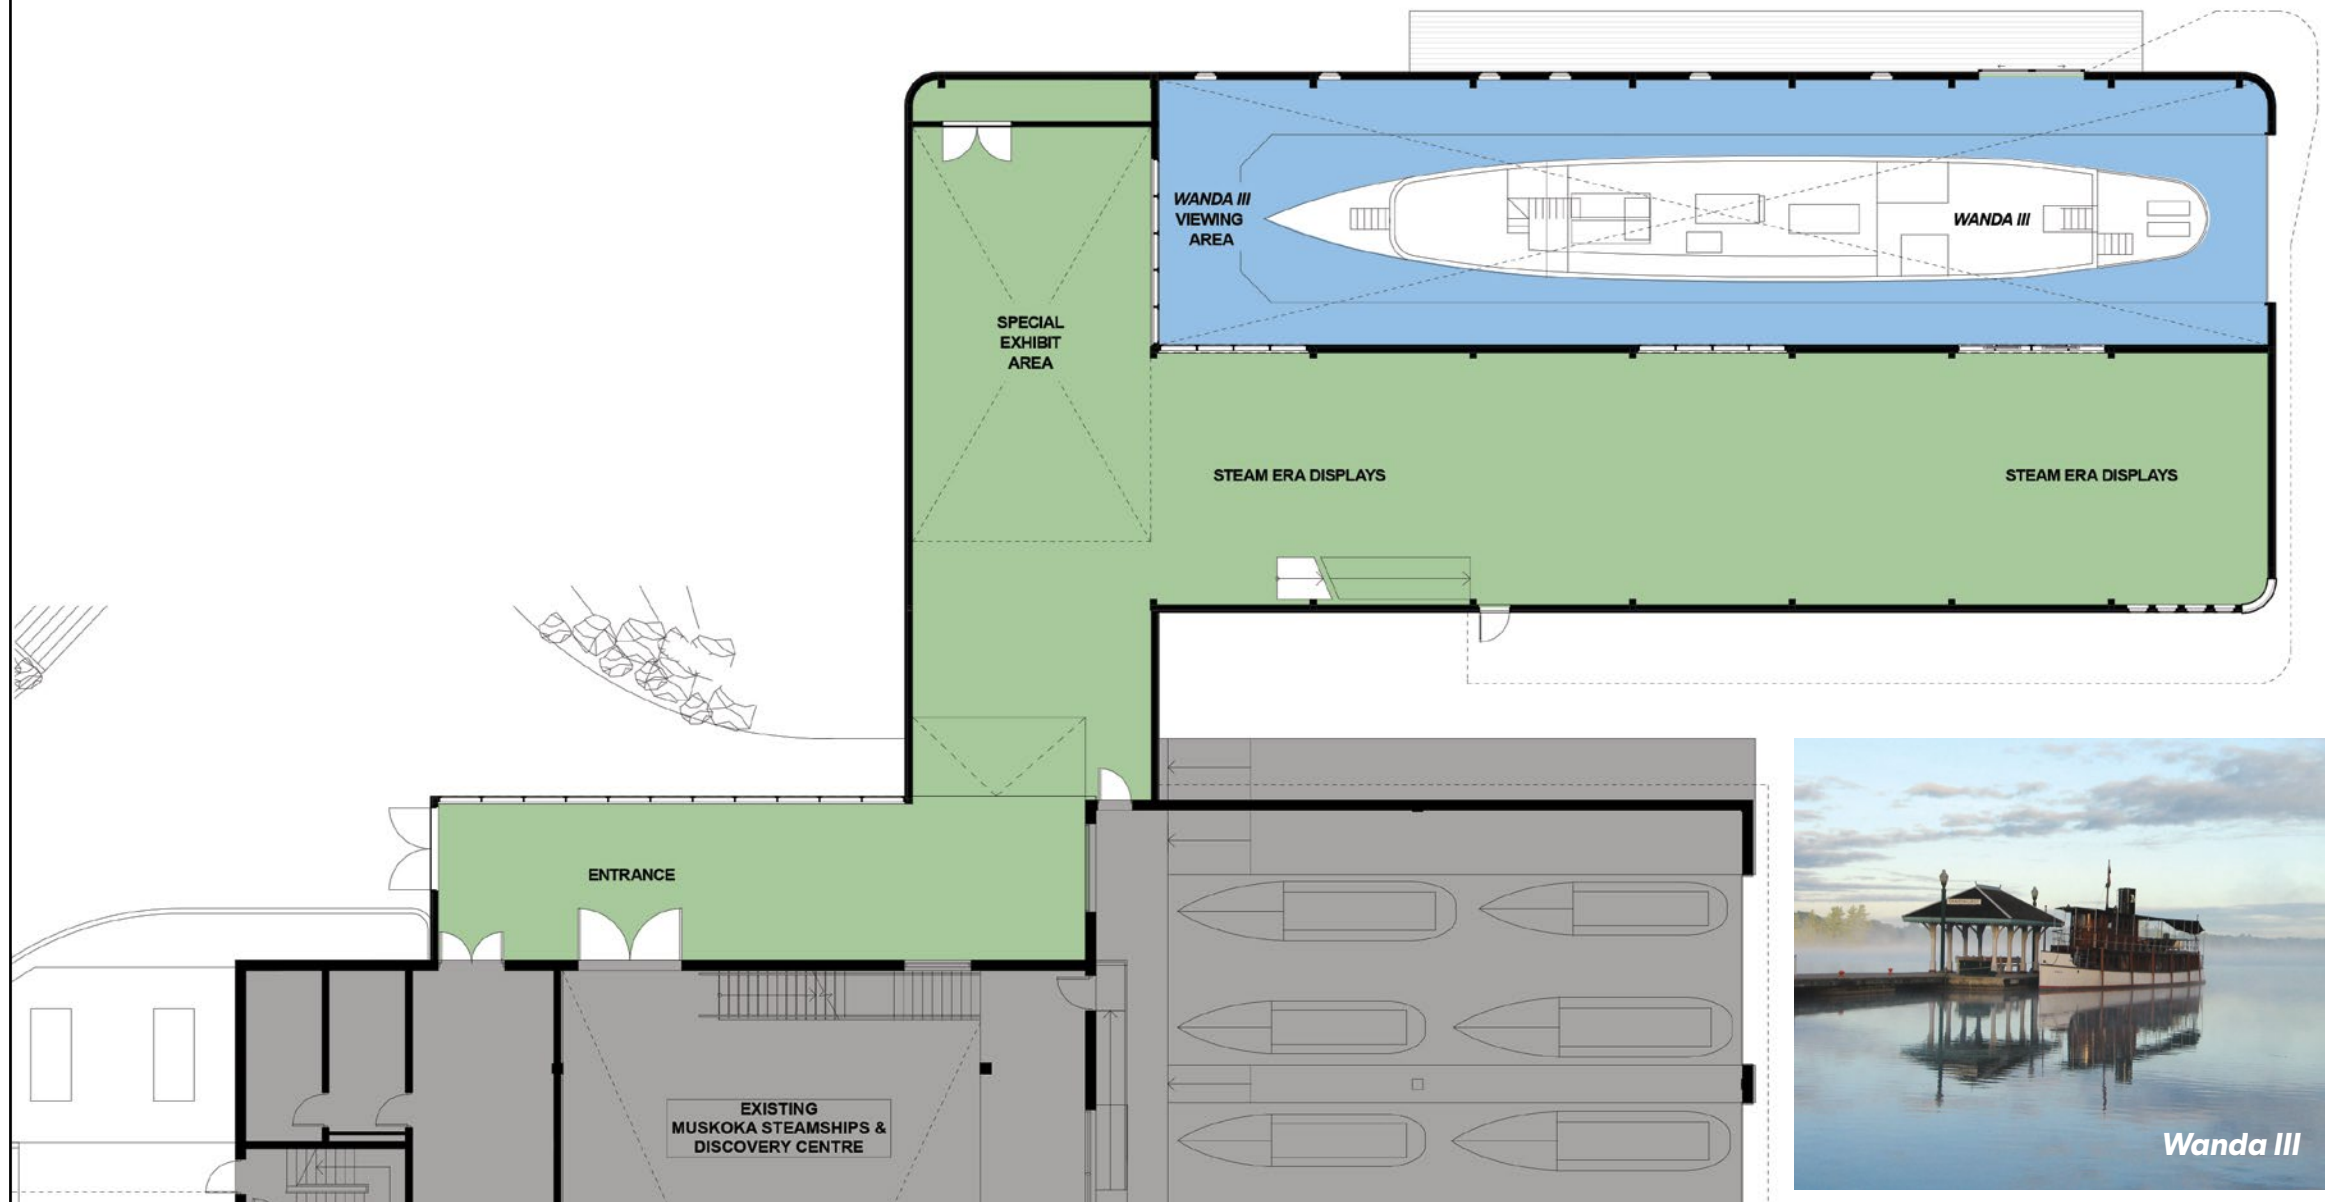 WANDA III
VIEWING
AREA
WANDA III
SPECIAL
EXHIBIT
AREA
STEAM ERA DISPLAYS
STEAM ERA DISPLAYS
ENTRANCE
EXISTING
MUSKOKA STEAMSHIPS &
DISCOVERY CENTRE
Wanda III